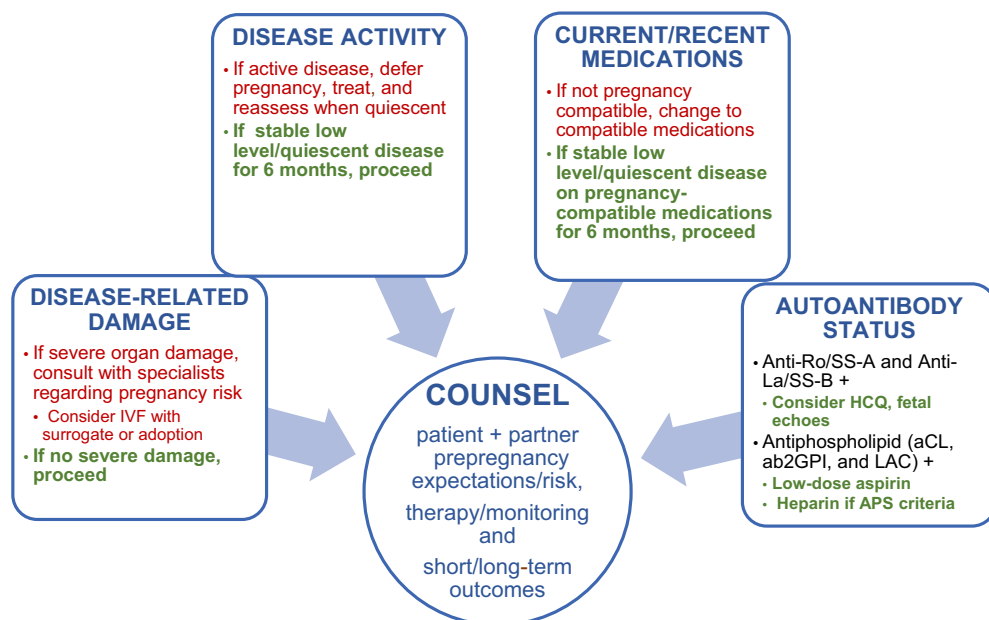 DISEASE ACTIVITY
• If active disease, defer
pregnancy, treat, and
reassess when quiescent
• If stable low
level/quiescent disease
for 6 months, proceed
CURRENT/RECENT
MEDICATIONS
• If not pregnancy
compatible, change to
compatible medications
• If stable low
level/quiescent disease
on pregnancy-
compatible medications
for 6 months, proceed
DISEASE-RELATED
DAMAGE
• If severe organ damage,
consult with specialists
regarding pregnancy risk
• Consider IVF with
surrogate or adoption
• If no severe damage,
proceed
AUTOANTIBODY
STATUS
• Anti-Ro/SS-A and Anti-
La/SS-B +
• Consider HCQ, fetal
echoes
• Antiphospholipid (aCL,
ab2GPI, and LAC) +
• Low-dose aspirin
• Heparin if APS criteria
COUNSEL
patient + partner
prepregnancy
expectations/risk,
therapy/monitoring
and
short/long-term
outcomes